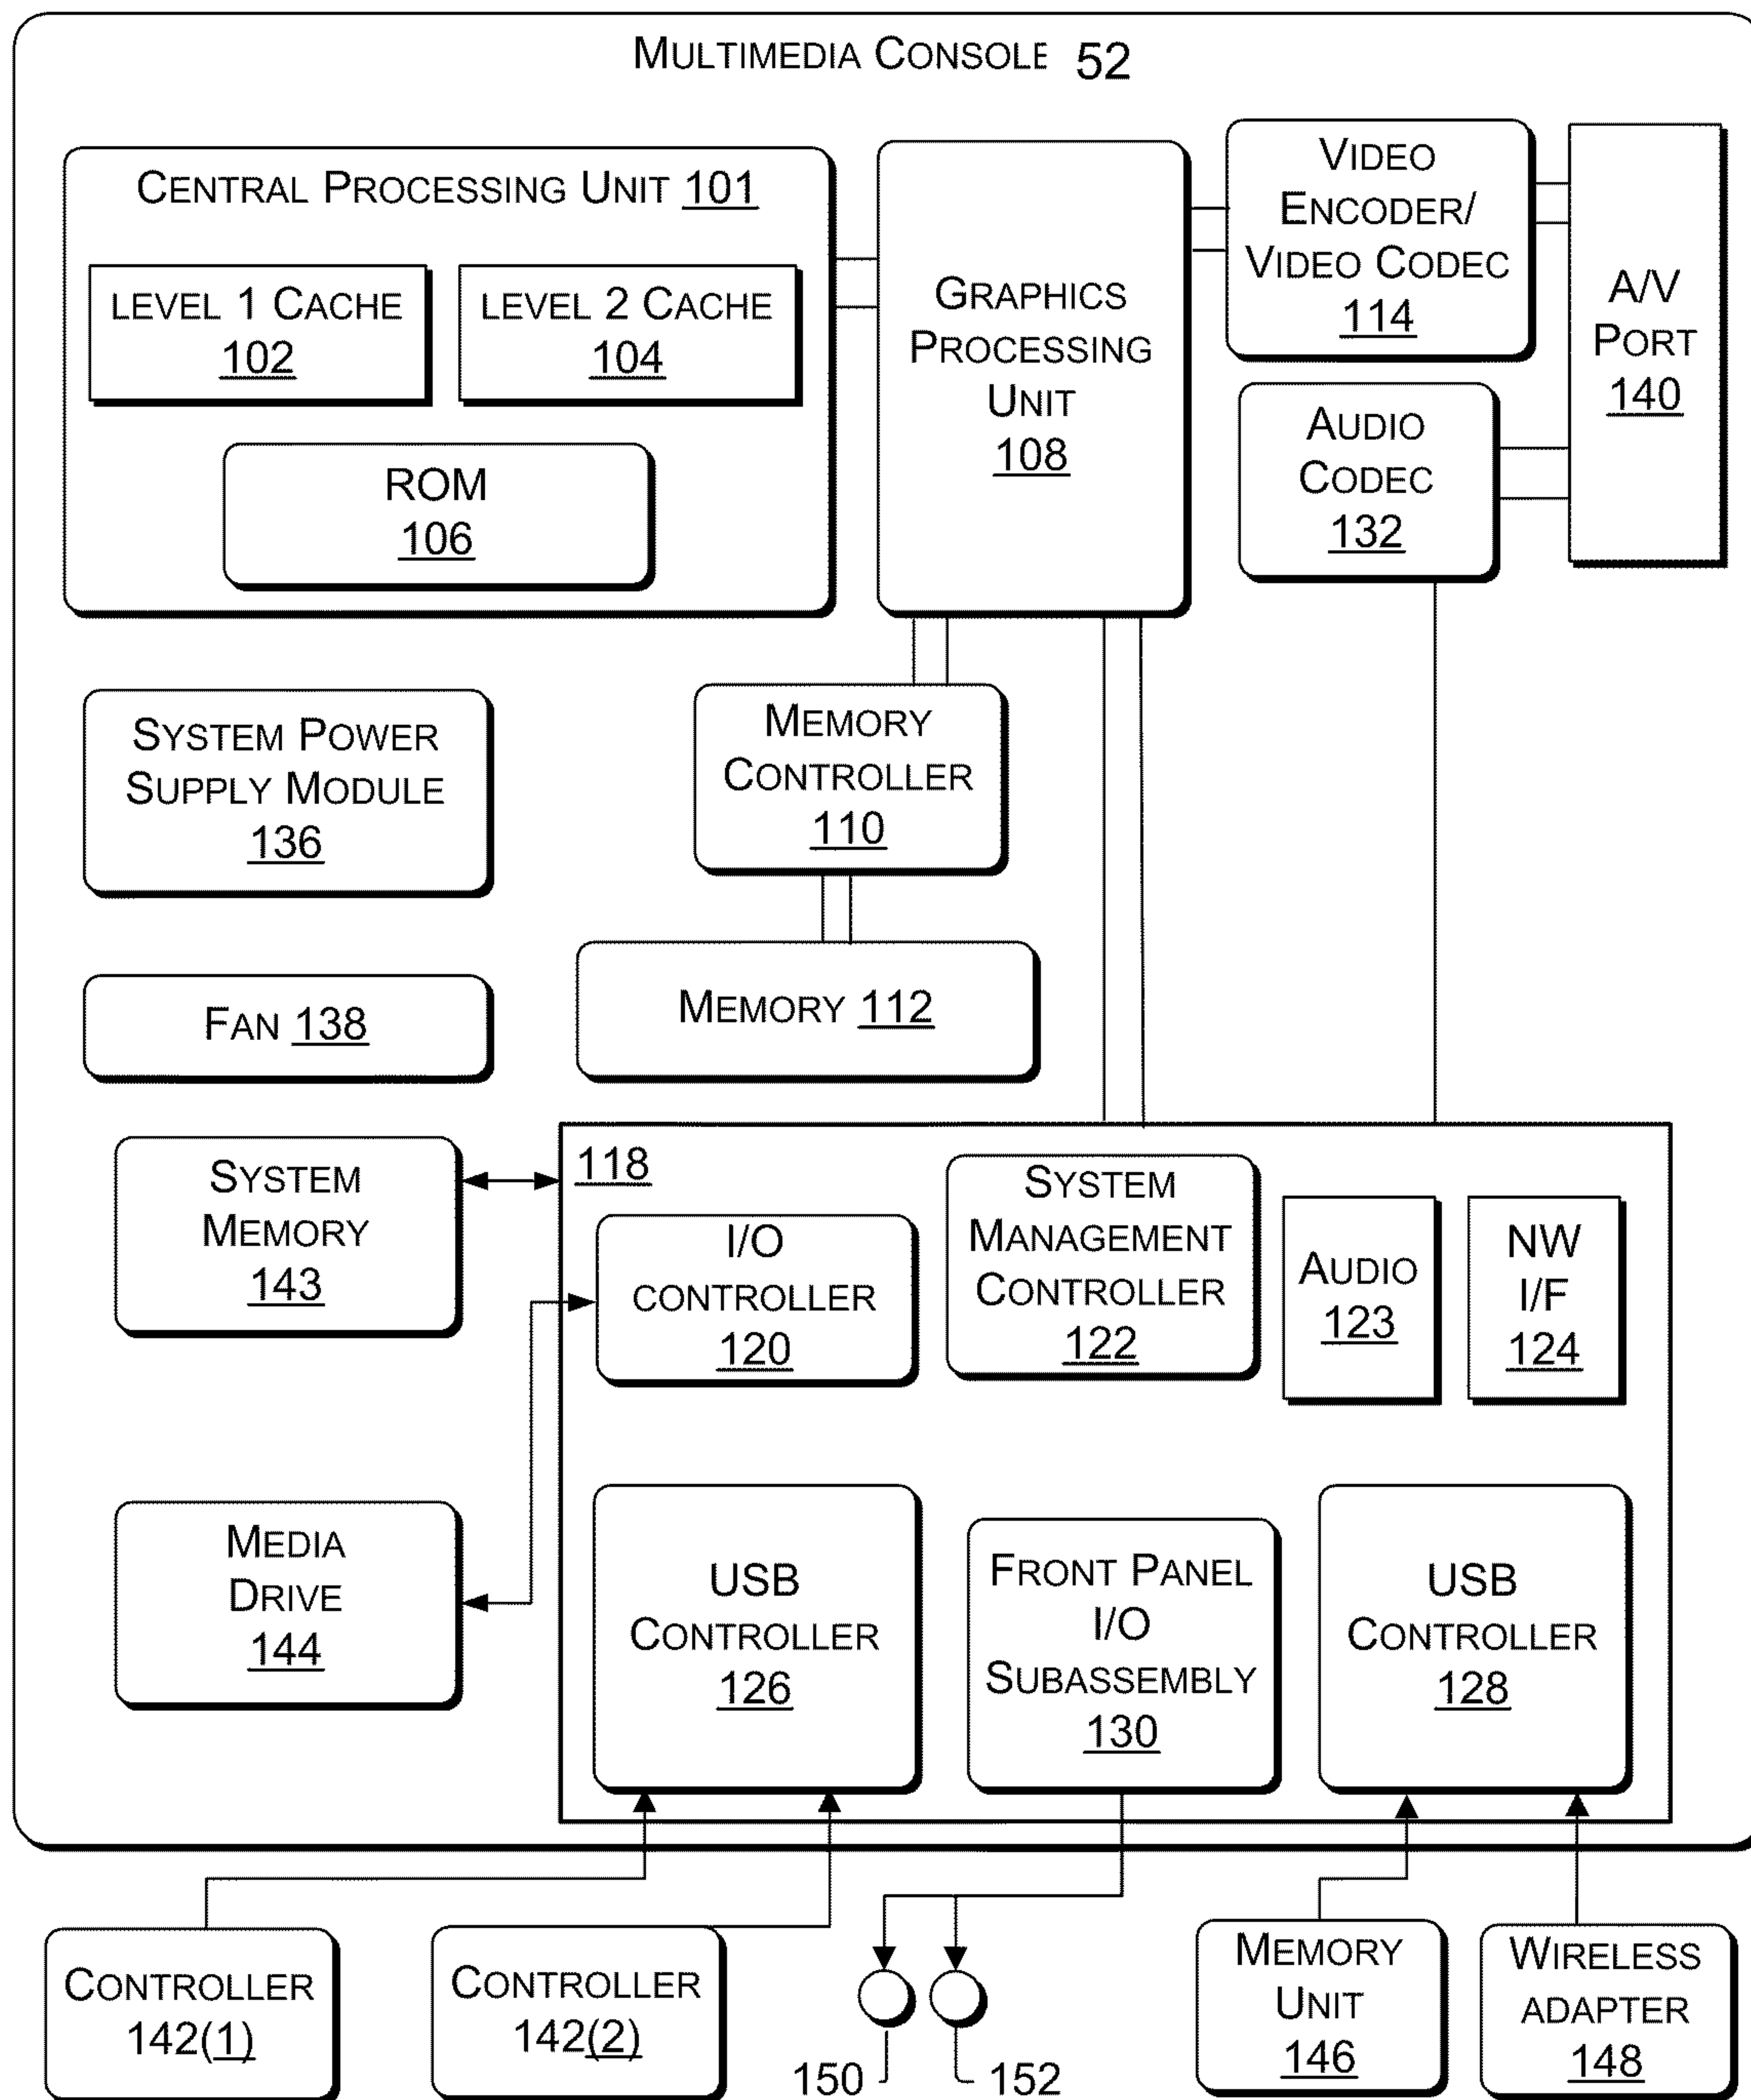 MULTIMEDIA CONSOLE 52
CENTRAL PROCESSING UNIT 101
LEVEL 1 CACHE
102
LEVEL 2 CACHE
104
ROM
106
GRAPHICS
PROCESSING
UNIT
108
VIDEO
ENCODER/
VIDEO CODEC
114
A/V
PORT
140
AUDIO
CODEC
132
SYSTEM POWER
SUPPLY MODULE
136
MEMORY
CONTROLLER
110
FAN 138
MEMORY 112
SYSTEM
MEMORY
143
118
I/O
CONTROLLER
120
SYSTEM
MANAGEMENT
CONTROLLER
122
AUDIO
123
NW
I/F
124
MEDIA
DRIVE
144
USB
CONTROLLER
126
FRONT PANEL
I/O
SUBASSEMBLY
130
USB
CONTROLLER
128
CONTROLLER
142(1)
CONTROLLER
142(2)
150
152
MEMORY
UNIT
146
WIRELESS
ADAPTER
148